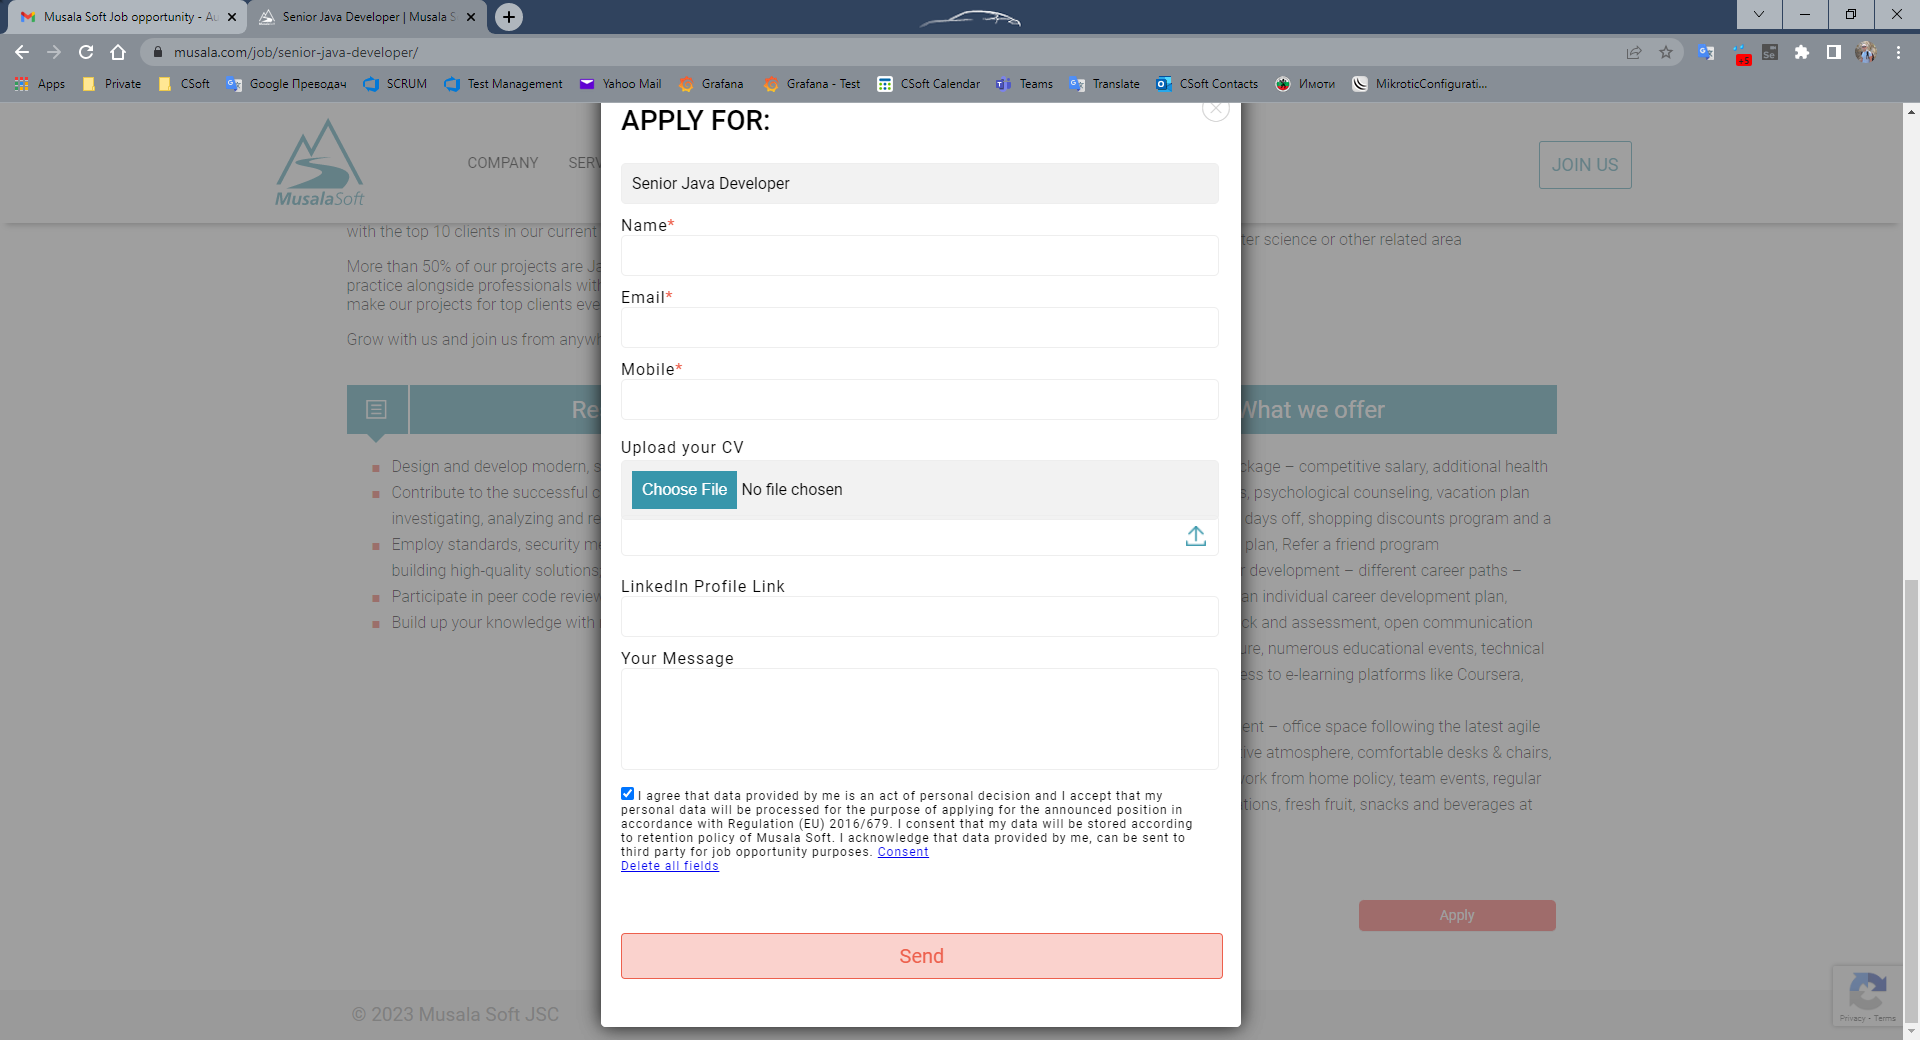 Musala Soft Job opportunity - Au
Senior Java Developer | Musala S
musala.com/job/senior-java-developer/
Apps
Private
CSoft
Google Преводач
SCRUM
Test Management
Yahoo Mail
Grafana
Grafana - Test
CSoft Calendar
Teams
Translate
CSoft Contacts
Имоти
MikroticConfigurati...
MusalaSoft
COMPANY
SERV
JOIN US
with the top 10 clients in our current
More than 50% of our projects are Ja
practice alongside professionals with
make our projects for top clients eve
Grow with us and join us from anywh
ter science or other related area
Re
Design and develop modern, s
Contribute to the successful c
investigating, analyzing and re
Employ standards, security me
building high-quality solutions,
Participate in peer code review
Build up your knowledge with
APPLY FOR:
Senior Java Developer
Name*
Email*
Mobile*
Upload your CV
Choose File No file chosen
LinkedIn Profile Link
Your Message
I agree that data provided by me is an act of personal decision and I accept that my
personal data will be processed for the purpose of applying for the announced position in
accordance with Regulation (EU) 2016/679. I consent that my data will be stored according
to retention policy of Musala Soft. I acknowledge that data provided by me, can be sent to
third party for job opportunity purposes. Consent
Delete all fields
Send
What we offer
ckage – competitive salary, additional health
s, psychological counseling, vacation plan
days off, shopping discounts program and a
plan, Refer a friend program
r development – different career paths –
an individual career development plan,
ck and assessment, open communication
ure, numerous educational events, technical
ess to e-learning platforms like Coursera,
ent – office space following the latest agile
ive atmosphere, comfortable desks & chairs,
work from home policy, team events, regular
tions, fresh fruit, snacks and beverages at
Apply
© 2023 Musala Soft JSC
Privacy - Terms